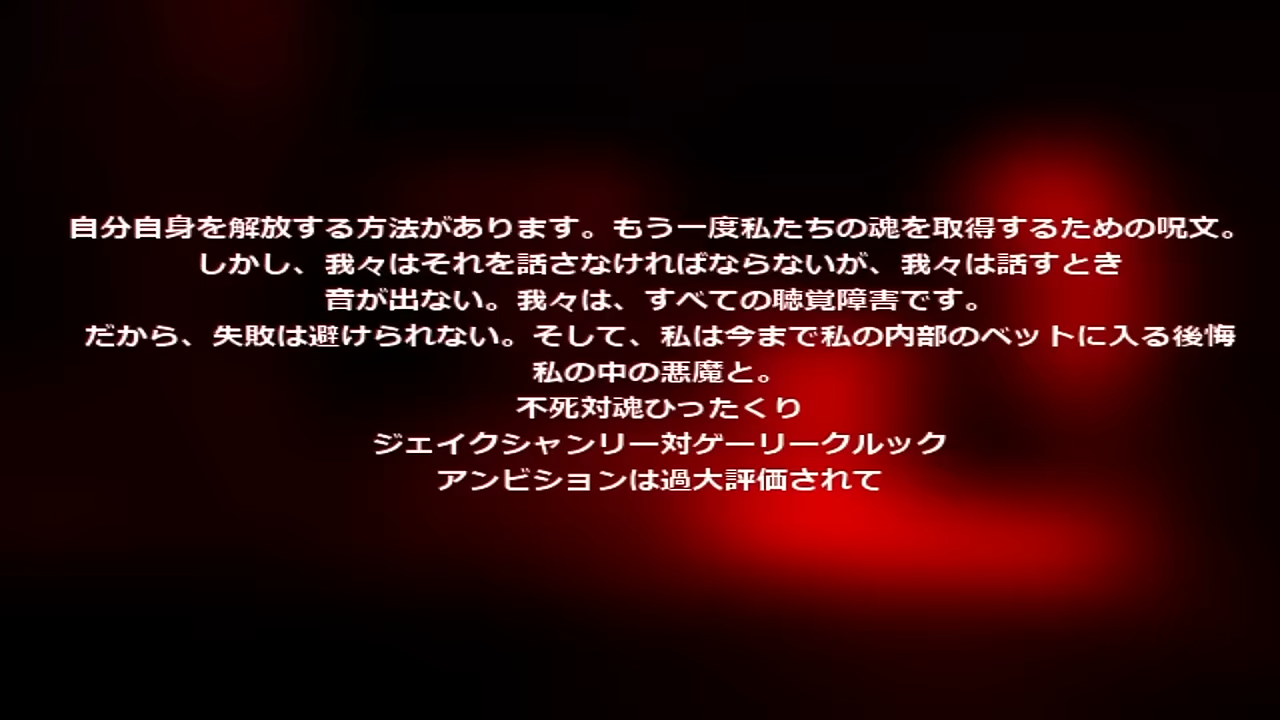 自分自身を解放する方法があります。もう一度私たちの魂を取得するための呪文。
しかし、我々はそれを話さなければならないが、我々は話すとき
音が出ない。我々は、すべての聴覚障害です。
だから、失敗は避けられない。そして、私は今まで私の内部のベットに入る後悔
私の中の悪魔と。
不死対魂ひったくり
ジェイクシャンリー対ゲーリークルック
アンビションは過大評価されて